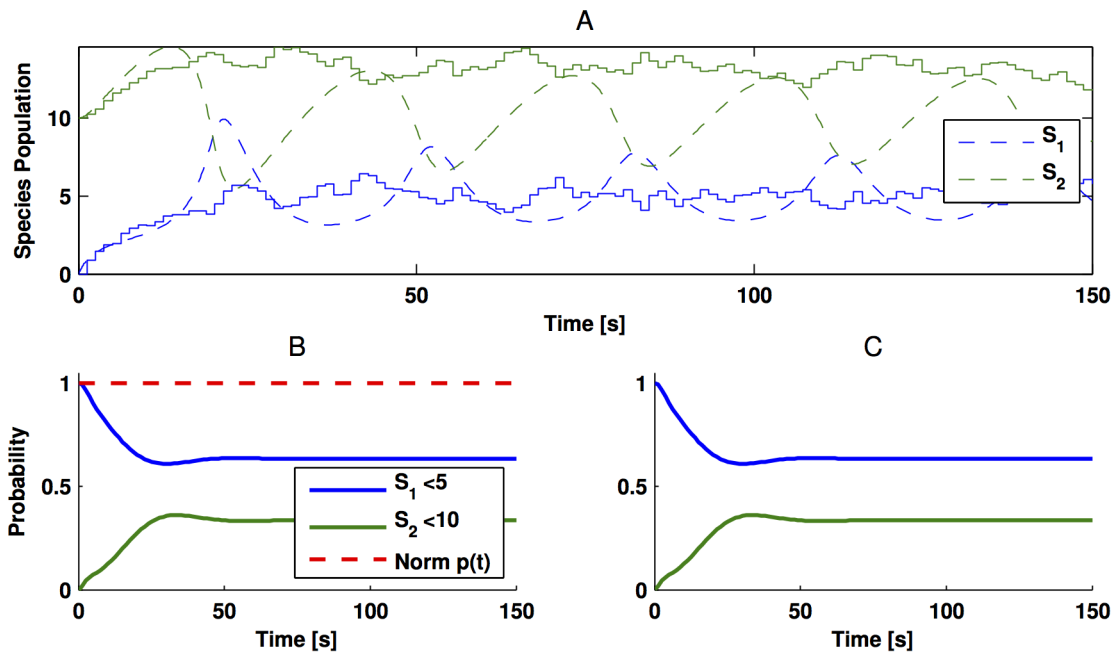 A
Species Population
10
5
0
S1
S2
0 50 100 150
Time [s]
B
C
Probability
1
0.5
0
S1 <5
S2 <10
Norm p(t)
0 50 100 150
Time [s]
1
0.5
0
0 50 100 150
Time [s]